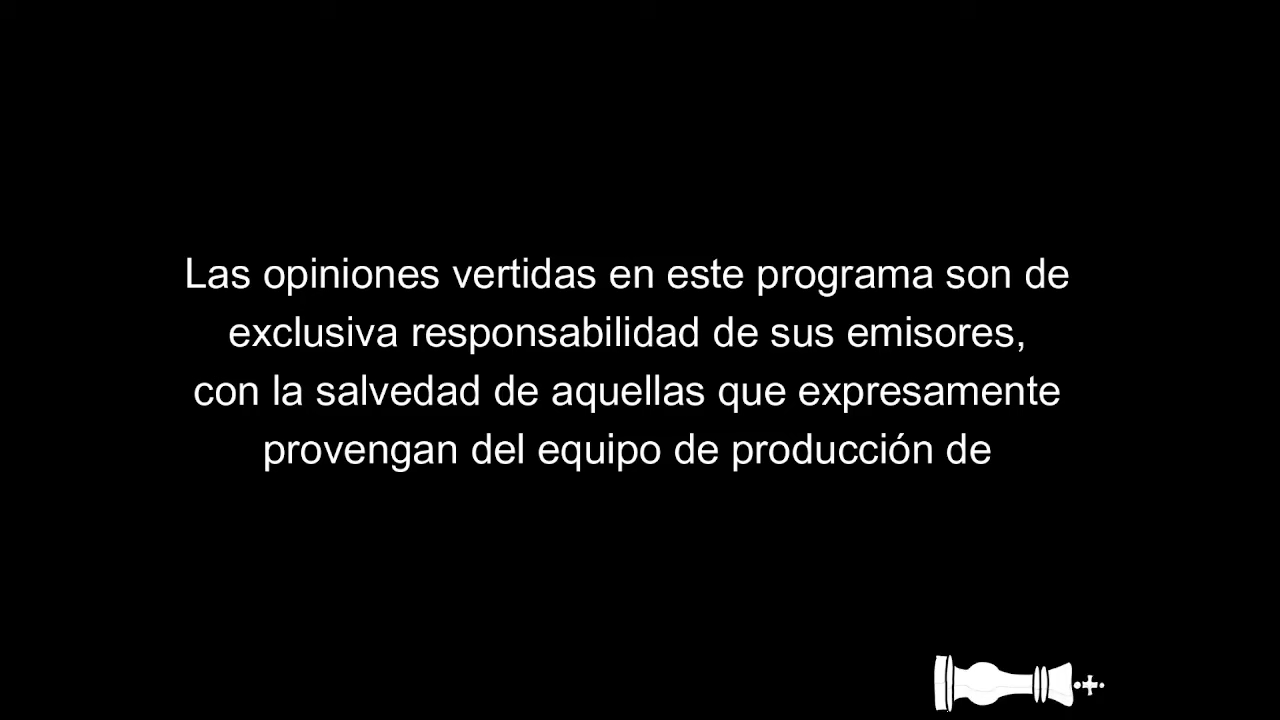 Las opiniones vertidas en este programa son de
exclusiva responsabilidad de sus emisores,
con la salvedad de aquellas que expresamente
provengan del equipo de producción de